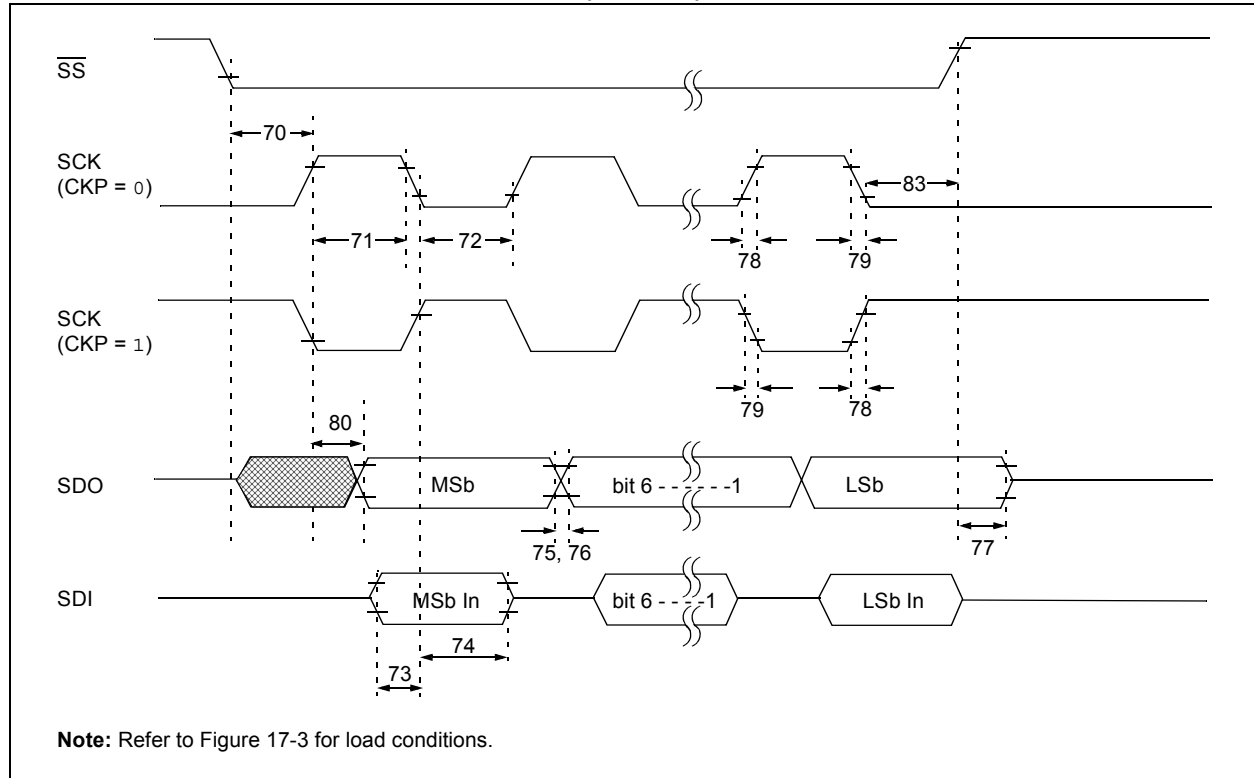 SS
70
SCK
(CKP = 0)
83
71
72
78
79
SCK
(CKP = 1)
79
78
80
SDO
MSb
bit 6 - - - - - -1
LSb
75, 76
77
SDI
MSb In
bit 6 - - - -1
LSb In
74
73
Note: Refer to Figure 17-3 for load conditions.